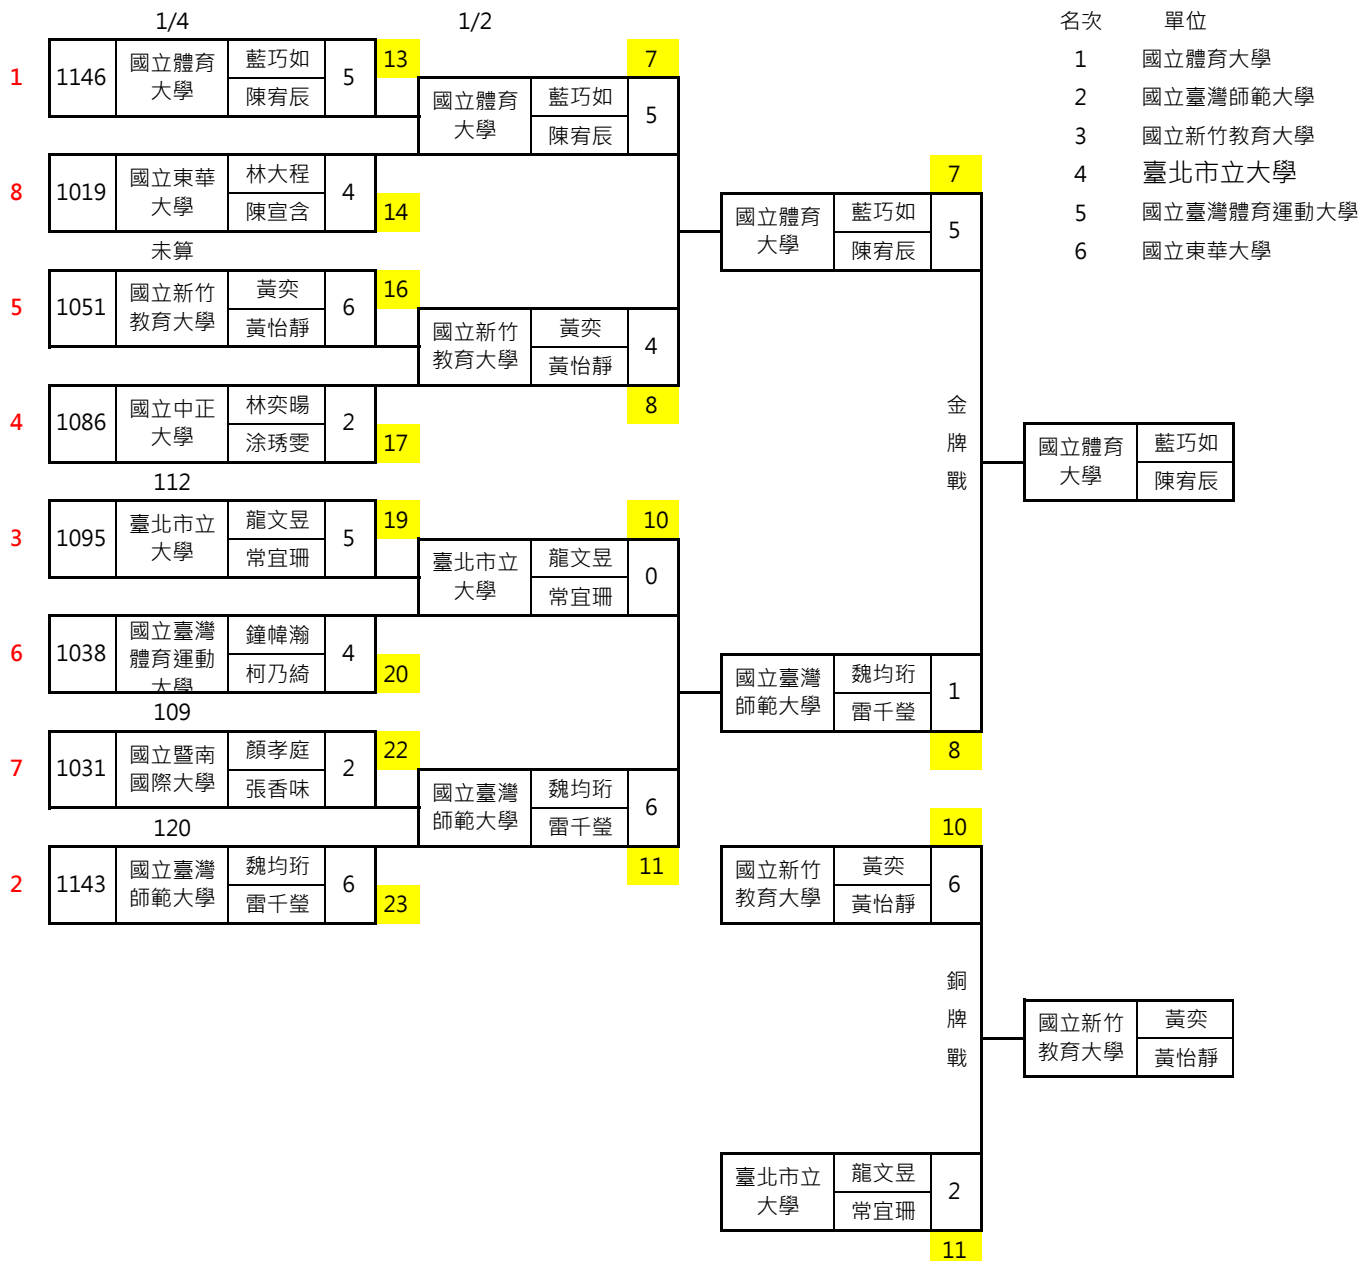 1/4 1/2 名次 單位
1 1146 國立體育 大學 藍巧如 陳宥辰 5 13
國立體育 大學 藍巧如 陳宥辰 5 7
8 1019 國立東華 大學 林大程 陳宣含 4 14
未算
5 1051 國立新竹 教育大學 黃奕 黃怡靜 6 16
國立新竹 教育大學 黃奕 黃怡靜 4 8
4 1086 國立中正 大學 林奕暘 涂琇雯 2 17
112
3 1095 臺北市立 大學 龍文昱 常宜珊 5 19
臺北市立 大學 龍文昱 常宜珊 0 10
6 1038 國立臺灣 體育運動 大學 鐘幃瀚 柯乃綺 4 20
109
7 1031 國立暨南 國際大學 顏孝庭 張香味 2 22
國立臺灣 師範大學 魏均珩 雷千瑩 6 11
120
2 1143 國立臺灣 師範大學 魏均珩 雷千瑩 6 23
7
國立體育 大學 藍巧如 陳宥辰 5
金
牌
戰
國立體育 大學 藍巧如 陳宥辰
國立臺灣 師範大學 魏均珩 雷千瑩 1
8
10
國立新竹 教育大學 黃奕 黃怡靜 6
銅
牌
戰
國立新竹 教育大學 黃奕 黃怡靜
臺北市立 大學 龍文昱 常宜珊 2
11
1 國立體育大學
2 國立臺灣師範大學
3 國立新竹教育大學
4 臺北市立大學
5 國立臺灣體育運動大學
6 國立東華大學